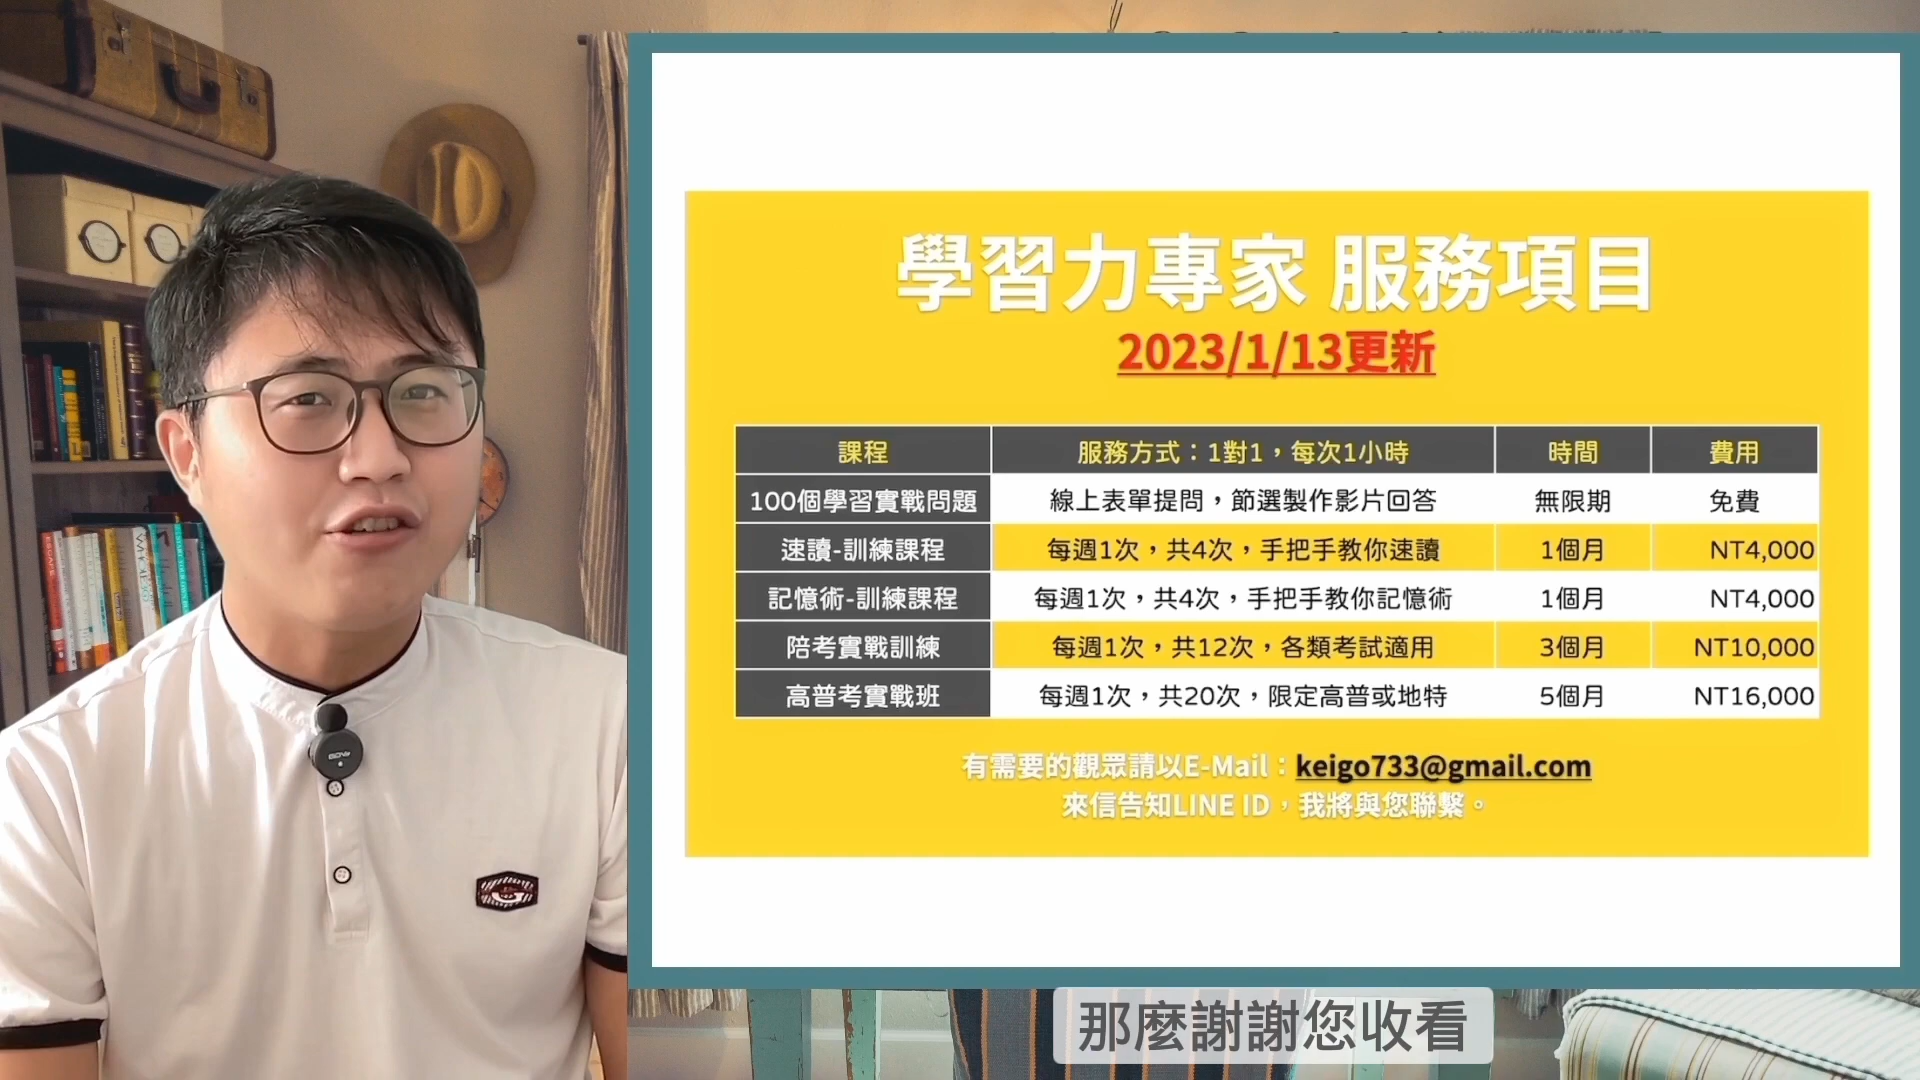 學習力專家 服務項目
2023/1/13更新
課程 服務方式：1對1，每次1小時 時間 費用
100個學習實戰問題 線上表單提問，節選製作影片回答 無限期 免費
速讀-訓練課程 每週1次，共4次，手把手教你速讀 1個月 NT4,000
記憶術-訓練課程 每週1次，共4次，手把手教你記憶術 1個月 NT4,000
陪考實戰訓練 每週1次，共12次，各類考試適用 3個月 NT10,000
高普考實戰班 每週1次，共20次，限定高普或地特 5個月 NT16,000
有需要的觀眾請以E-Mail：keigo733@gmail.com
來信告知LINE ID，我將與您聯繫。
那麼謝謝您收看